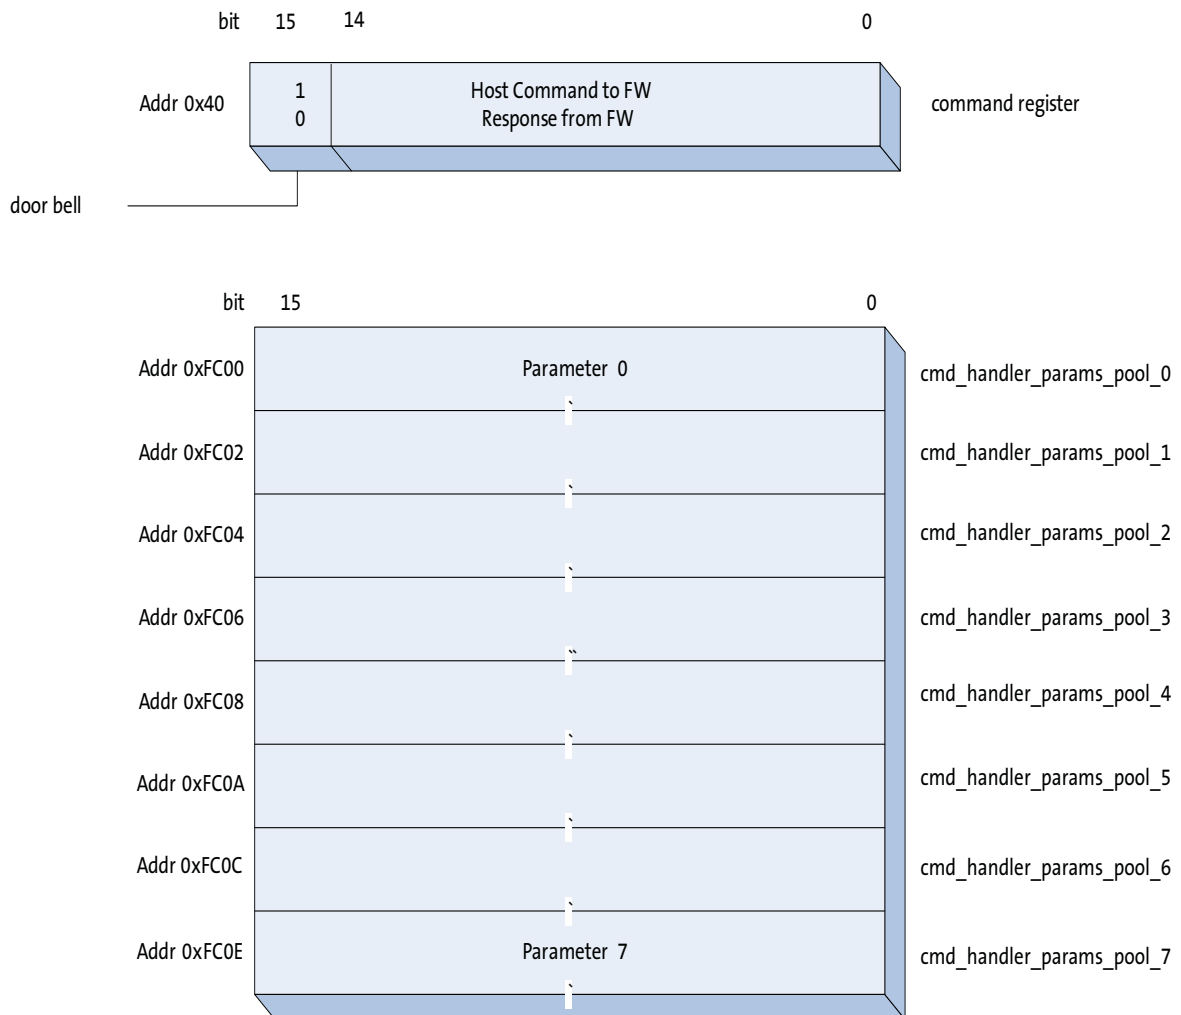 bit 15 14 0
Addr 0x40 1 Host Command to FW command register
0 Response from FW
door bell
bit 15 0
Addr 0xFC00 Parameter 0 cmd_handler_params_pool_0
`
Addr 0xFC02 cmd_handler_params_pool_1
`
Addr 0xFC04 cmd_handler_params_pool_2
`
Addr 0xFC06 cmd_handler_params_pool_3
``
Addr 0xFC08 cmd_handler_params_pool_4
`
Addr 0xFC0A cmd_handler_params_pool_5
`
Addr 0xFC0C cmd_handler_params_pool_6
`
Addr 0xFC0E Parameter 7 cmd_handler_params_pool_7
`